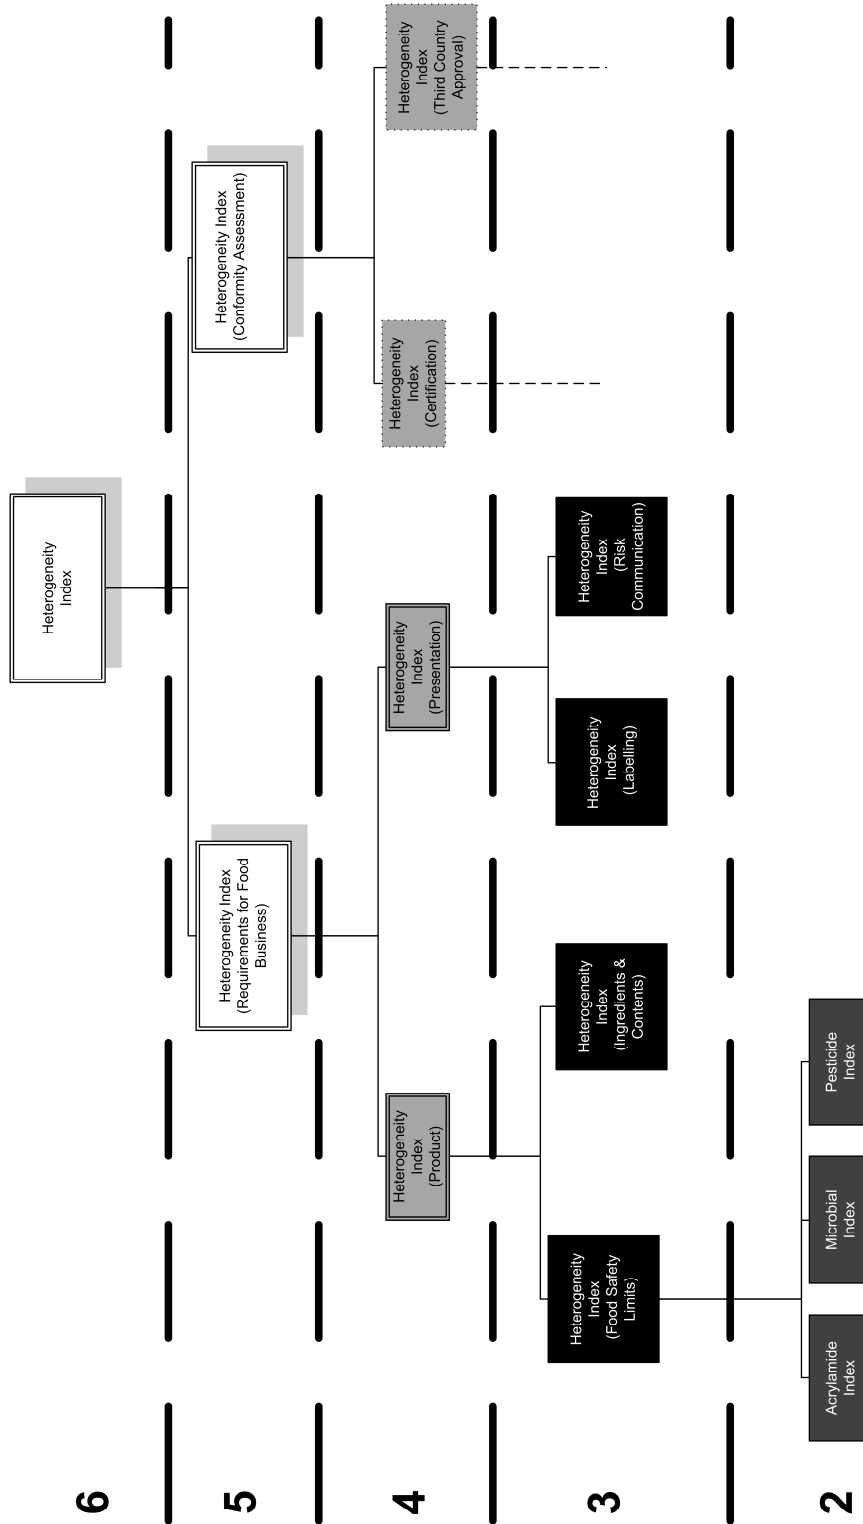 6
Heterogeneity
Index
5
Heterogeneity Index
(Requirements for Food
Business)
Heterogeneity Index
(Conformity Assessment)
4
Heterogeneity
Index
(Product)
Heterogeneity
Index
(Presentation)
Heterogeneity
Index
(Certification)
Heterogeneity
Index
(Third Country
Approval)
3
Heterogeneity
Index
(Food Safety
Limits)
Heterogeneity
Index
(Ingredients &
Contents)
Heterogeneity
Index
(Labelling)
Heterogeneity
Index
(Risk
Communication)
2
Acrylamide
Index
Microbial
Index
Pesticide
Index